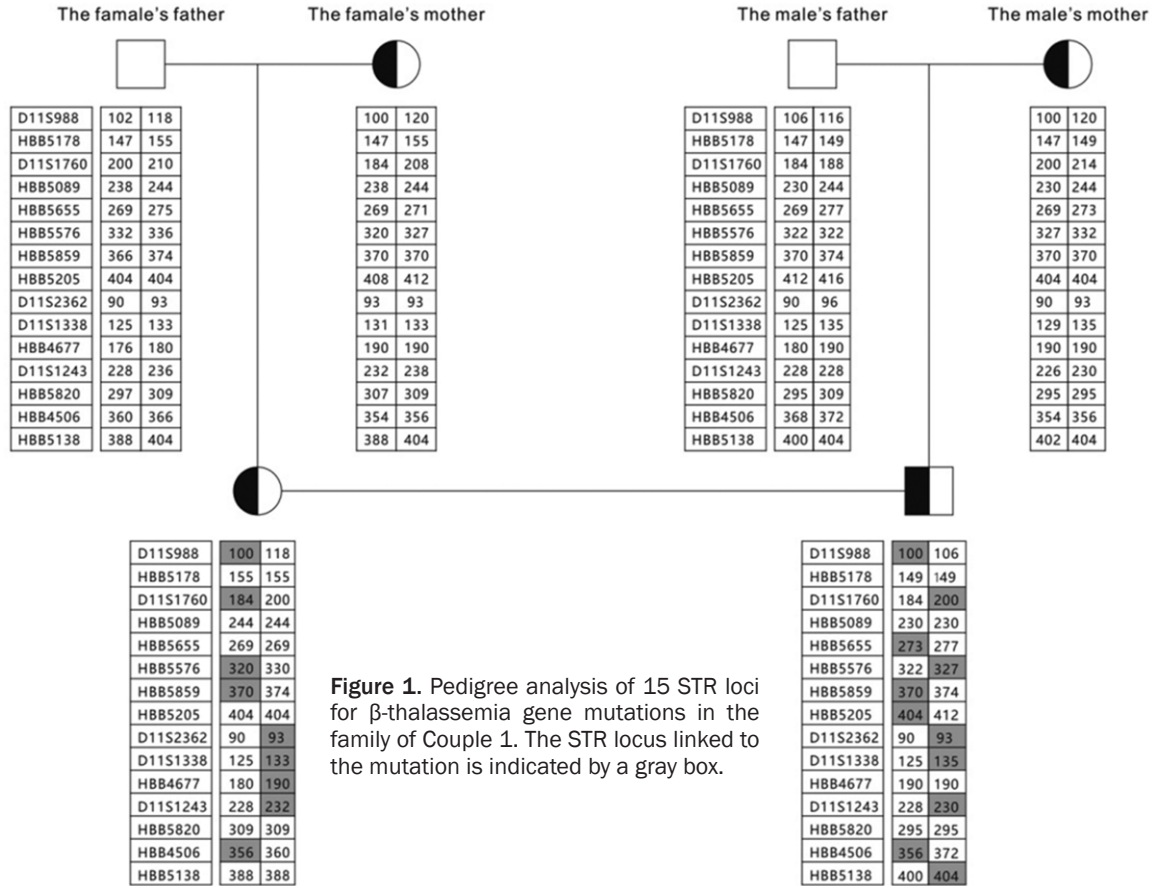 The famale's father
The famale's mother
The male's father
The male's mother
D11S988 102 118
HBB5178 147 155
D11S1760 200 210
HBB5089 238 244
HBB5655 269 275
HBB5576 332 336
HBB5859 366 374
HBB5205 404 404
D11S2362 90 93
D11S1338 125 133
HBB4677 176 180
D11S1243 228 236
HBB5820 297 309
HBB4506 360 366
HBB5138 388 404
100 120
147 155
184 208
238 244
269 271
320 327
370 370
408 412
93 93
131 133
190 190
232 238
307 309
354 356
388 404
D11S988 106 116
HBB5178 147 149
D11S1760 184 188
HBB5089 230 244
HBB5655 269 277
HBB5576 322 322
HBB5859 370 374
HBB5205 412 416
D11S2362 90 96
D11S1338 125 135
HBB4677 180 190
D11S1243 228 228
HBB5820 295 309
HBB4506 368 372
HBB5138 400 404
100 120
147 149
200 214
230 244
269 273
327 332
370 370
404 404
90 93
129 135
190 190
226 230
295 295
354 356
402 404
D11S988 100 118
HBB5178 155 155
D11S1760 184 200
HBB5089 244 244
HBB5655 269 269
HBB5576 320 330
HBB5859 370 374
HBB5205 404 404
D11S2362 90 93
D11S1338 125 133
HBB4677 180 190
D11S1243 228 232
HBB5820 309 309
HBB4506 356 360
HBB5138 388 388
Figure 1. Pedigree analysis of 15 STR loci
for β-thalassemia gene mutations in the
family of Couple 1. The STR locus linked to
the mutation is indicated by a gray box.
D11S988 100 106
HBB5178 149 149
D11S1760 184 200
HBB5089 230 230
HBB5655 273 277
HBB5576 322 327
HBB5859 370 374
HBB5205 404 412
D11S2362 90 93
D11S1338 125 135
HBB4677 190 190
D11S1243 228 230
HBB5820 295 295
HBB4506 356 372
HBB5138 400 404